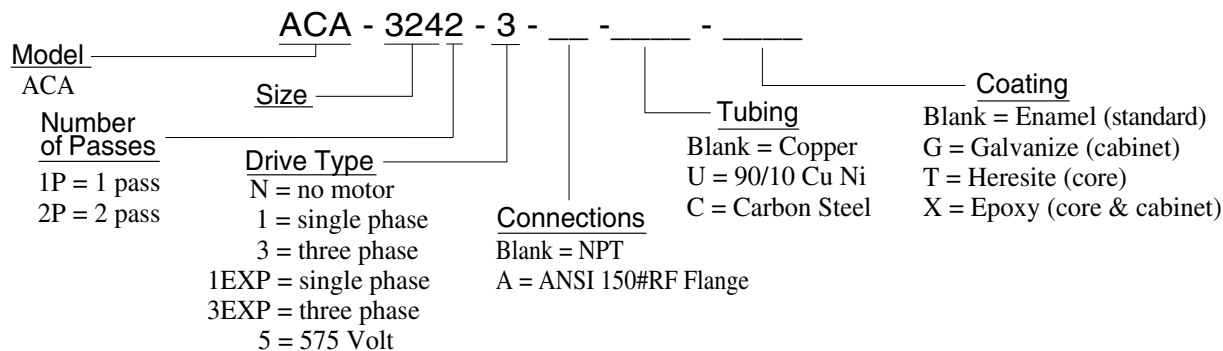 ACA - 3242 - 3 - __ - ____ - ____
Model
ACA
Size
Number
of Passes
1P = 1 pass
2P = 2 pass
Drive Type
N = no motor
1 = single phase
3 = three phase
1EXP = single phase
3EXP = three phase
5 = 575 Volt
Connections
Blank = NPT
A = ANSI 150#RF Flange
Tubing
Blank = Copper
U = 90/10 Cu Ni
C = Carbon Steel
Coating
Blank = Enamel (standard)
G = Galvanize (cabinet)
T = Heresite (core)
X = Epoxy (core & cabinet)